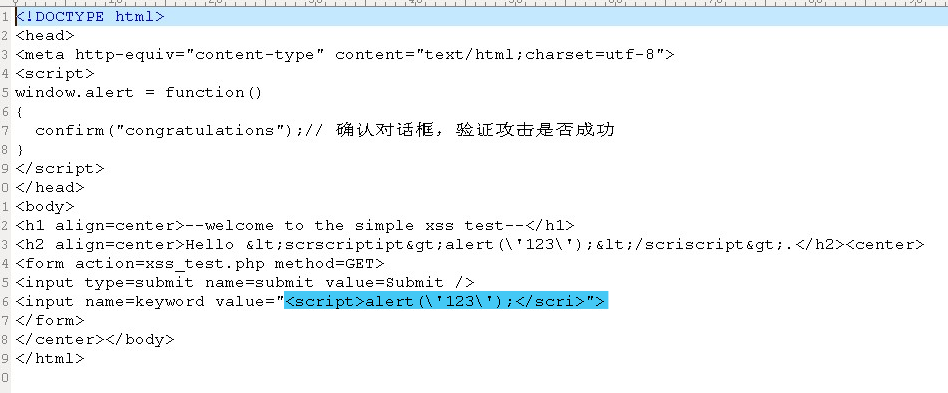 1 <!DOCTYPE html>
2 <head>
3 <meta http-equiv="content-type" content="text/html;charset=utf-8">
4 <script>
5 window.alert = function()
6 {
7   confirm("congratulations");// 确认对话框，验证攻击是否成功
8 }
9 </script>
0 </head>
1 <body>
2 <h1 align=center>--welcome to the simple xss test--</h1>
3 <h2 align=center>Hello &lt;scrscriptipt&gt;alert(\'123\');&lt;/scriscript&gt;.</h2><center>
4 <form action=xss_test.php method=GET>
5 <input type=submit name=submit value=Submit />
6 <input name=keyword value="<script>alert(\'123\');</scri>">
7 </form>
8 </center></body>
9 </html>
0